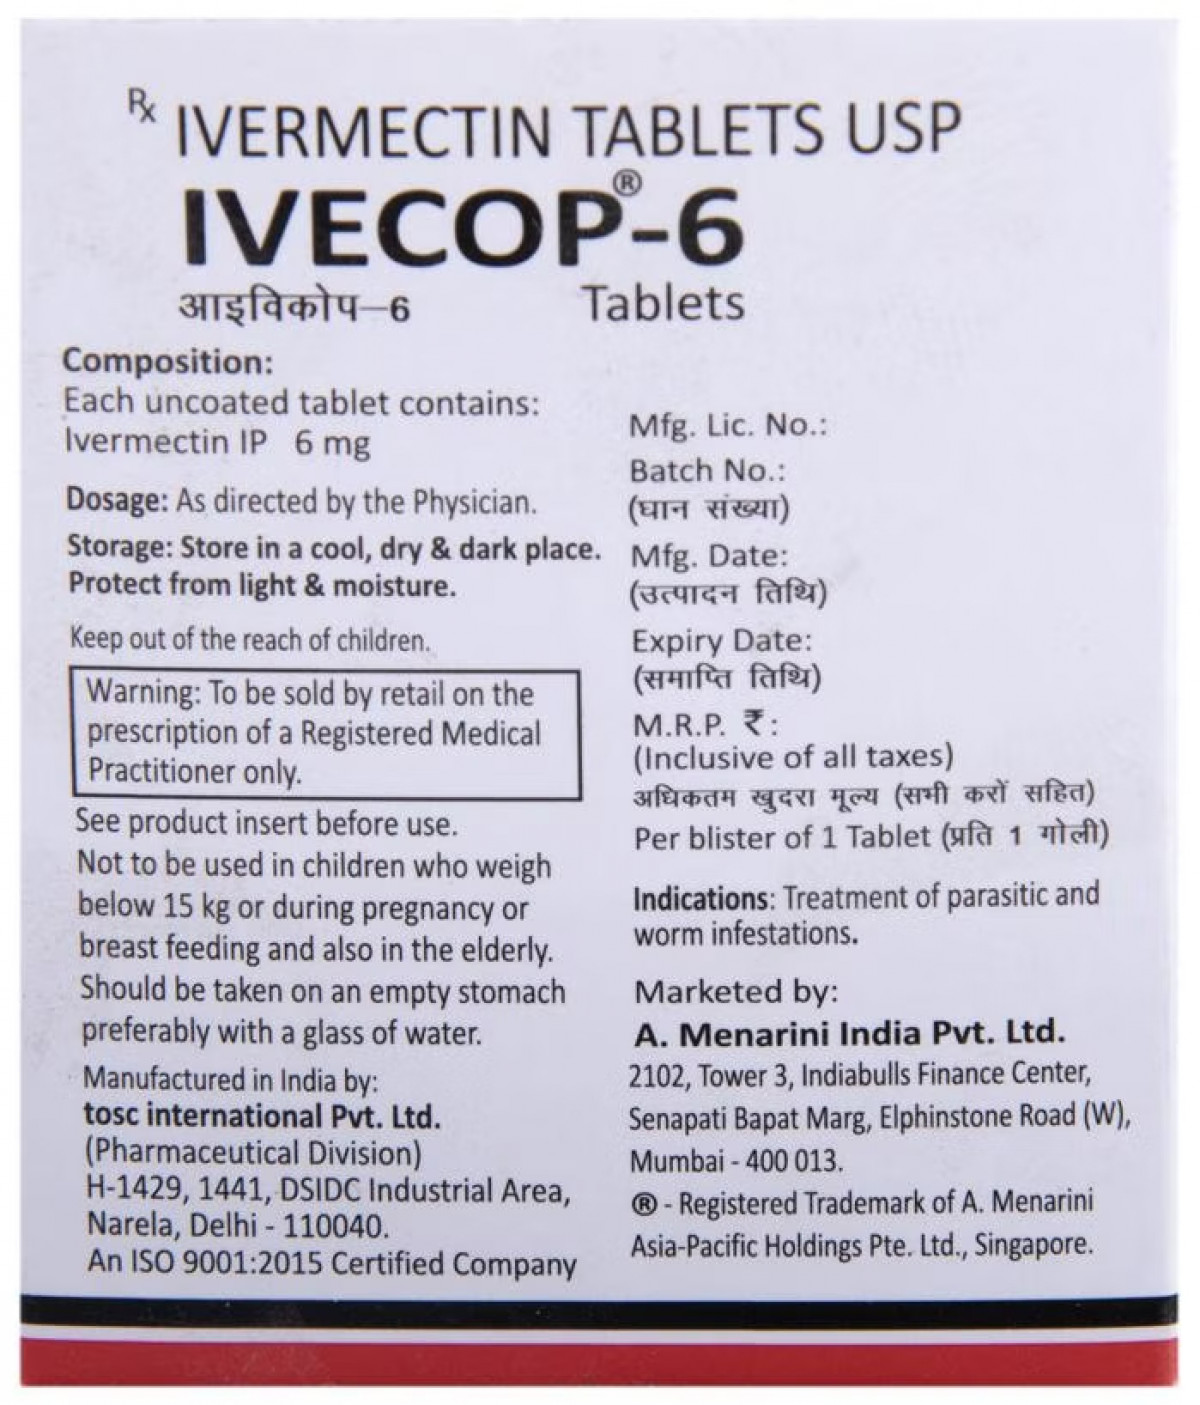 Rx IVERMECTIN TABLETS USP
IVECOP®-6
आइविकोप-6 Tablets
Composition:
Each uncoated tablet contains:
Ivermectin IP 6 mg
Dosage: As directed by the Physician.
Storage: Store in a cool, dry & dark place.
Protect from light & moisture.
Keep out of the reach of children.
Warning: To be sold by retail on the
prescription of a Registered Medical
Practitioner only.
See product insert before use.
Not to be used in children who weigh
below 15 kg or during pregnancy or
breast feeding and also in the elderly.
Should be taken on an empty stomach
preferably with a glass of water.
Manufactured in India by:
tosc international Pvt. Ltd.
(Pharmaceutical Division)
H-1429, 1441, DSIDC Industrial Area,
Narela, Delhi - 110040.
An ISO 9001:2015 Certified Company
Mfg. Lic. No.:
Batch No.:
(घान संख्या)
Mfg. Date:
(उत्पादन तिथि)
Expiry Date:
(समाप्ति तिथि)
M.R.P. ₹:
(Inclusive of all taxes)
अधिकतम खुदरा मूल्य (सभी करों सहित)
Per blister of 1 Tablet (प्रति 1 गोली)
Indications: Treatment of parasitic and
worm infestations.
Marketed by:
A. Menarini India Pvt. Ltd.
2102, Tower 3, Indiabulls Finance Center,
Senapati Bapat Marg, Elphinstone Road (W),
Mumbai - 400 013.
® - Registered Trademark of A. Menarini
Asia-Pacific Holdings Pte. Ltd., Singapore.